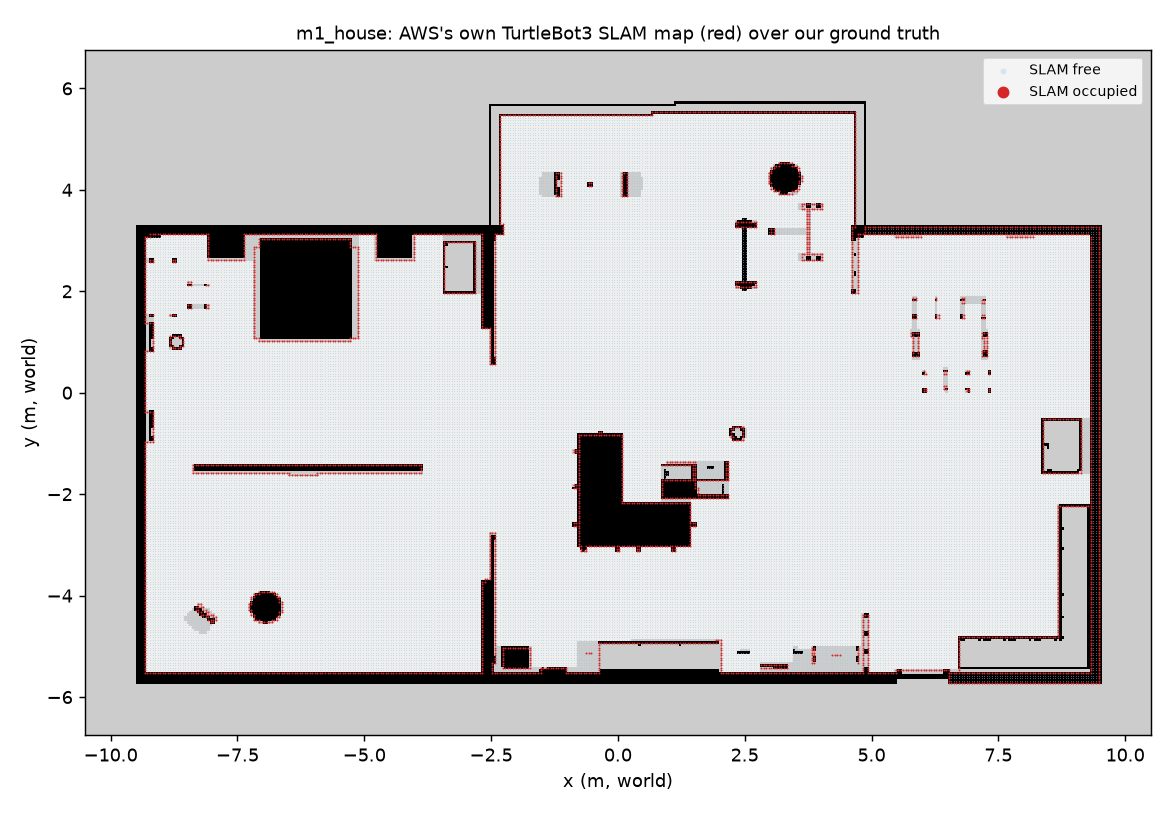 m1_house: AWS's own TurtleBot3 SLAM map (red) over our ground truth
SLAM free
SLAM occupied
6
4
2
0
−2
−4
−6
y (m, world)
−10.0 −7.5 −5.0 −2.5 0.0 2.5 5.0 7.5 10.0
x (m, world)